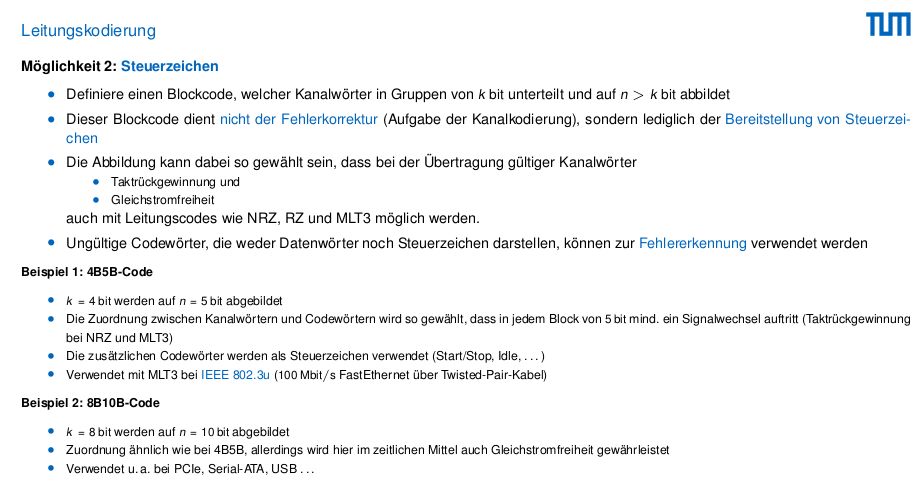 Leitungskodierung
TUM
Möglichkeit 2: Steuerzeichen
• Definiere einen Blockcode, welcher Kanalwörter in Gruppen von k bit unterteilt und auf n > k bit abbildet
• Dieser Blockcode dient nicht der Fehlerkorrektur (Aufgabe der Kanalkodierung), sondern lediglich der Bereitstellung von Steuerzei-
chen
• Die Abbildung kann dabei so gewählt sein, dass bei der Übertragung gültiger Kanalwörter
• Taktrückgewinnung und
• Gleichstromfreiheit
auch mit Leitungscodes wie NRZ, RZ und MLT3 möglich werden.
• Ungültige Codewörter, die weder Datenwörter noch Steuerzeichen darstellen, können zur Fehlererkennung verwendet werden
Beispiel 1: 4B5B-Code
• k = 4 bit werden auf n = 5 bit abgebildet
• Die Zuordnung zwischen Kanalwörtern und Codewörtern wird so gewählt, dass in jedem Block von 5 bit mind. ein Signalwechsel auftritt (Taktrückgewinnung
bei NRZ und MLT3)
• Die zusätzlichen Codewörter werden als Steuerzeichen verwendet (Start/Stop, Idle, . . . )
• Verwendet mit MLT3 bei IEEE 802.3u (100 Mbit/s FastEthernet über Twisted-Pair-Kabel)
Beispiel 2: 8B10B-Code
• k = 8 bit werden auf n = 10 bit abgebildet
• Zuordnung ähnlich wie bei 4B5B, allerdings wird hier im zeitlichen Mittel auch Gleichstromfreiheit gewährleistet
• Verwendet u. a. bei PCIe, Serial-ATA, USB . . .